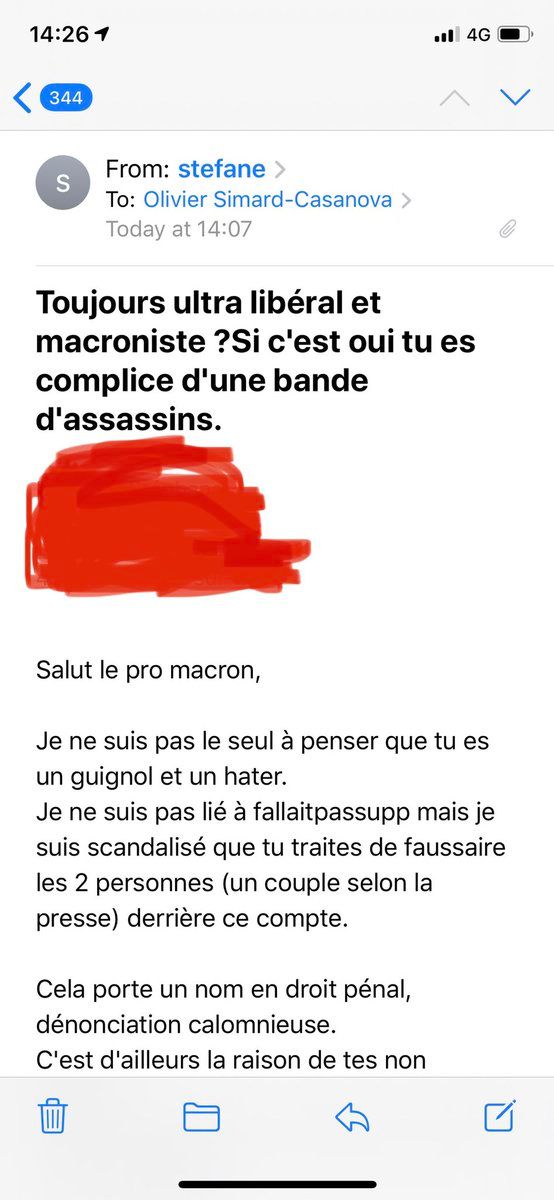 14:26
4G
344
S
From: stefane
To: Olivier Simard-Casanova
Today at 14:07
Toujours ultra libéral et
macroniste ?Si c'est oui tu es
complice d'une bande
d'assassins.
Salut le pro macron,
Je ne suis pas le seul à penser que tu es
un guignol et un hater.
Je ne suis pas lié à fallaitpassupp mais je
suis scandalisé que tu traites de faussaire
les 2 personnes (un couple selon la
presse) derrière ce compte.
Cela porte un nom en droit pénal,
dénonciation calomnieuse.
C'est d'ailleurs la raison de tes non